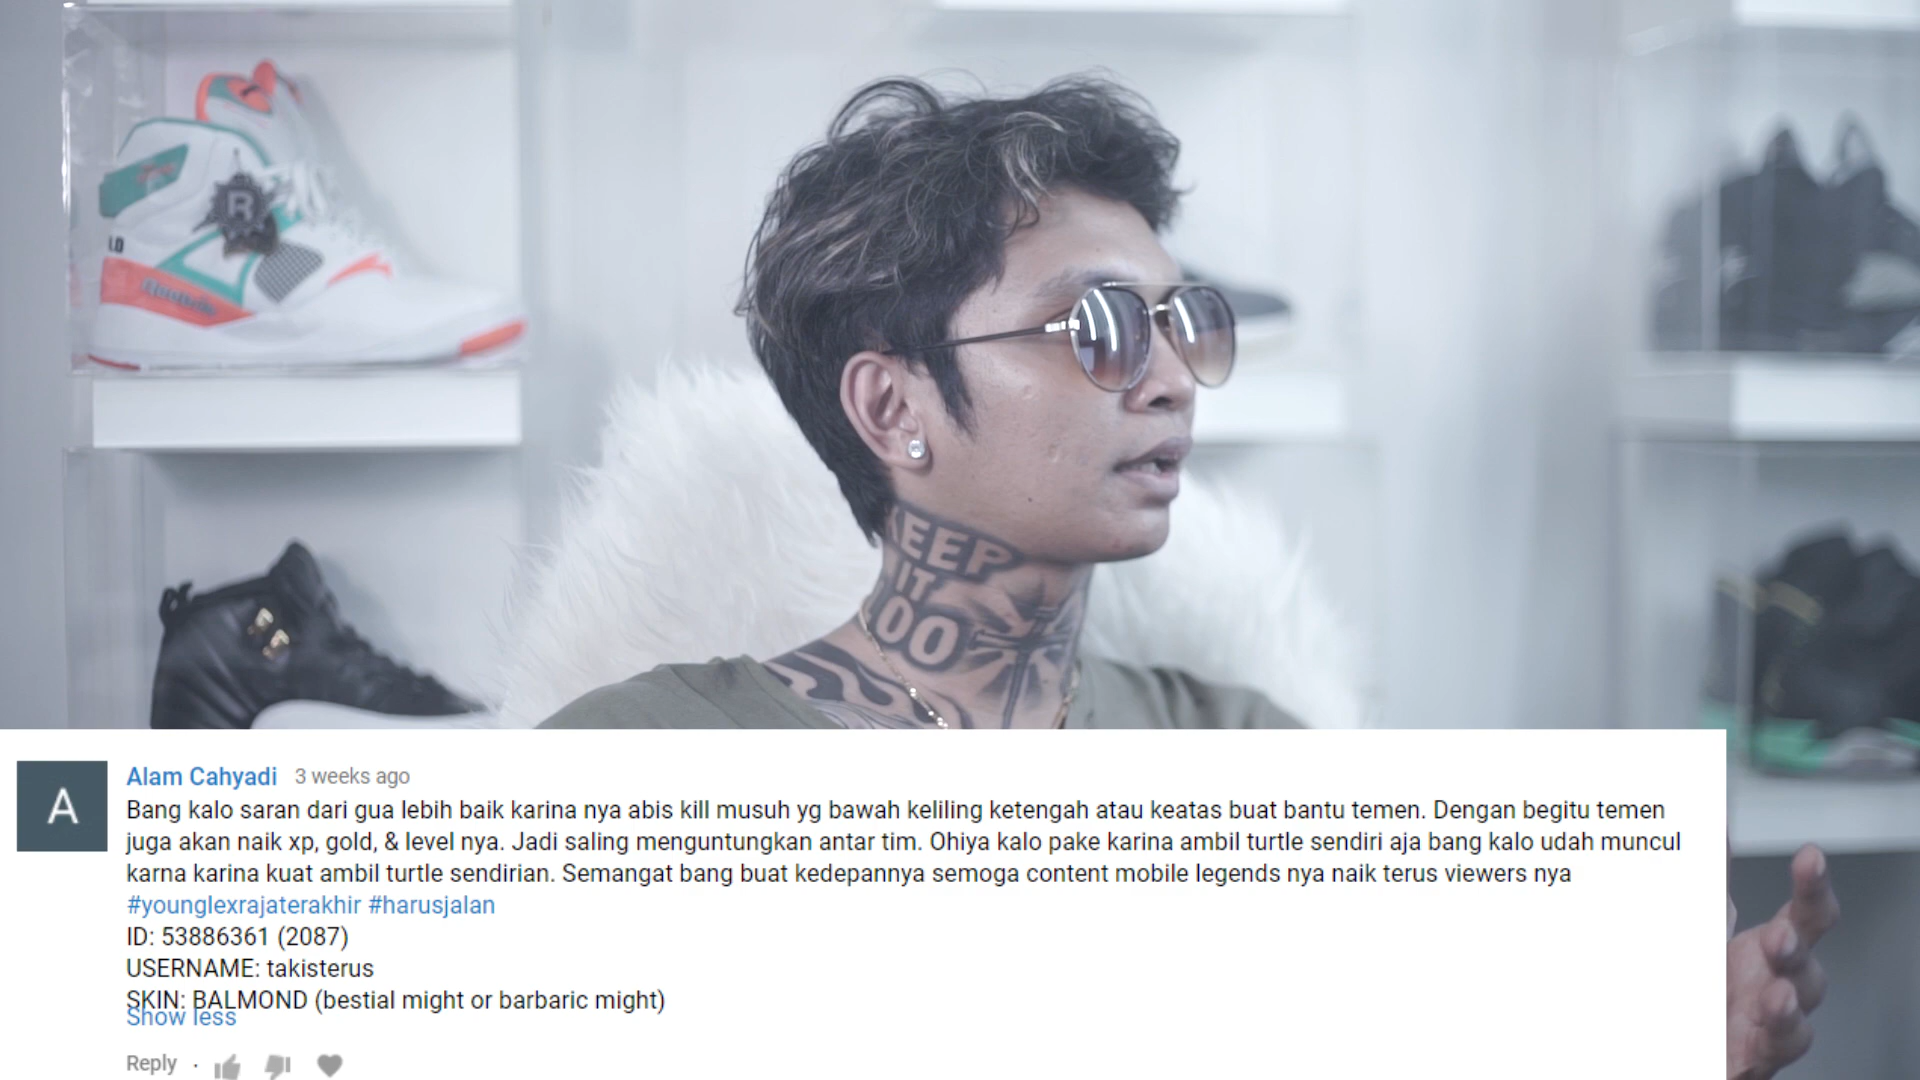 R
EEP
IT
OO
A
Alam Cahyadi 3 weeks ago
Bang kalo saran dari gua lebih baik karina nya abis kill musuh yg bawah keliling ketengah atau keatas buat bantu temen. Dengan begitu temen
juga akan naik xp, gold, & level nya. Jadi saling menguntungkan antar tim. Ohiya kalo pake karina ambil turtle sendiri aja bang kalo udah muncul
karna karina kuat ambil turtle sendirian. Semangat bang buat kedepannya semoga content mobile legends nya naik terus viewers nya
#younglexrajaterakhir #harusjalan
ID: 53886361 (2087)
USERNAME: takisterus
SKIN: BALMOND (bestial might or barbaric might)
Show less
Reply ·